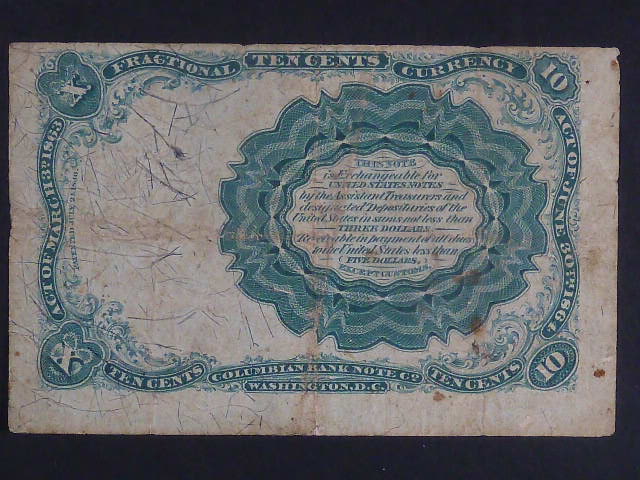 FRACTIONAL TEN CENTS CURRENCY
X
10
ACT OF MARCH 3D 1863
ACT OF JUNE 30TH 1864
THIS NOTE
is Exchangeable for
UNITED STATES NOTES
by the Assistant Treasurers and
designated Depositaries of the
United States in sums not less than
THREE DOLLARS.
Receivable in payment of all dues
to the United States less than
FIVE DOLLARS,
EXCEPT CUSTOMS.
X
10
TEN CENTS
COLUMBIAN BANK NOTE CO.
TEN CENTS
WASHINGTON, D.C.